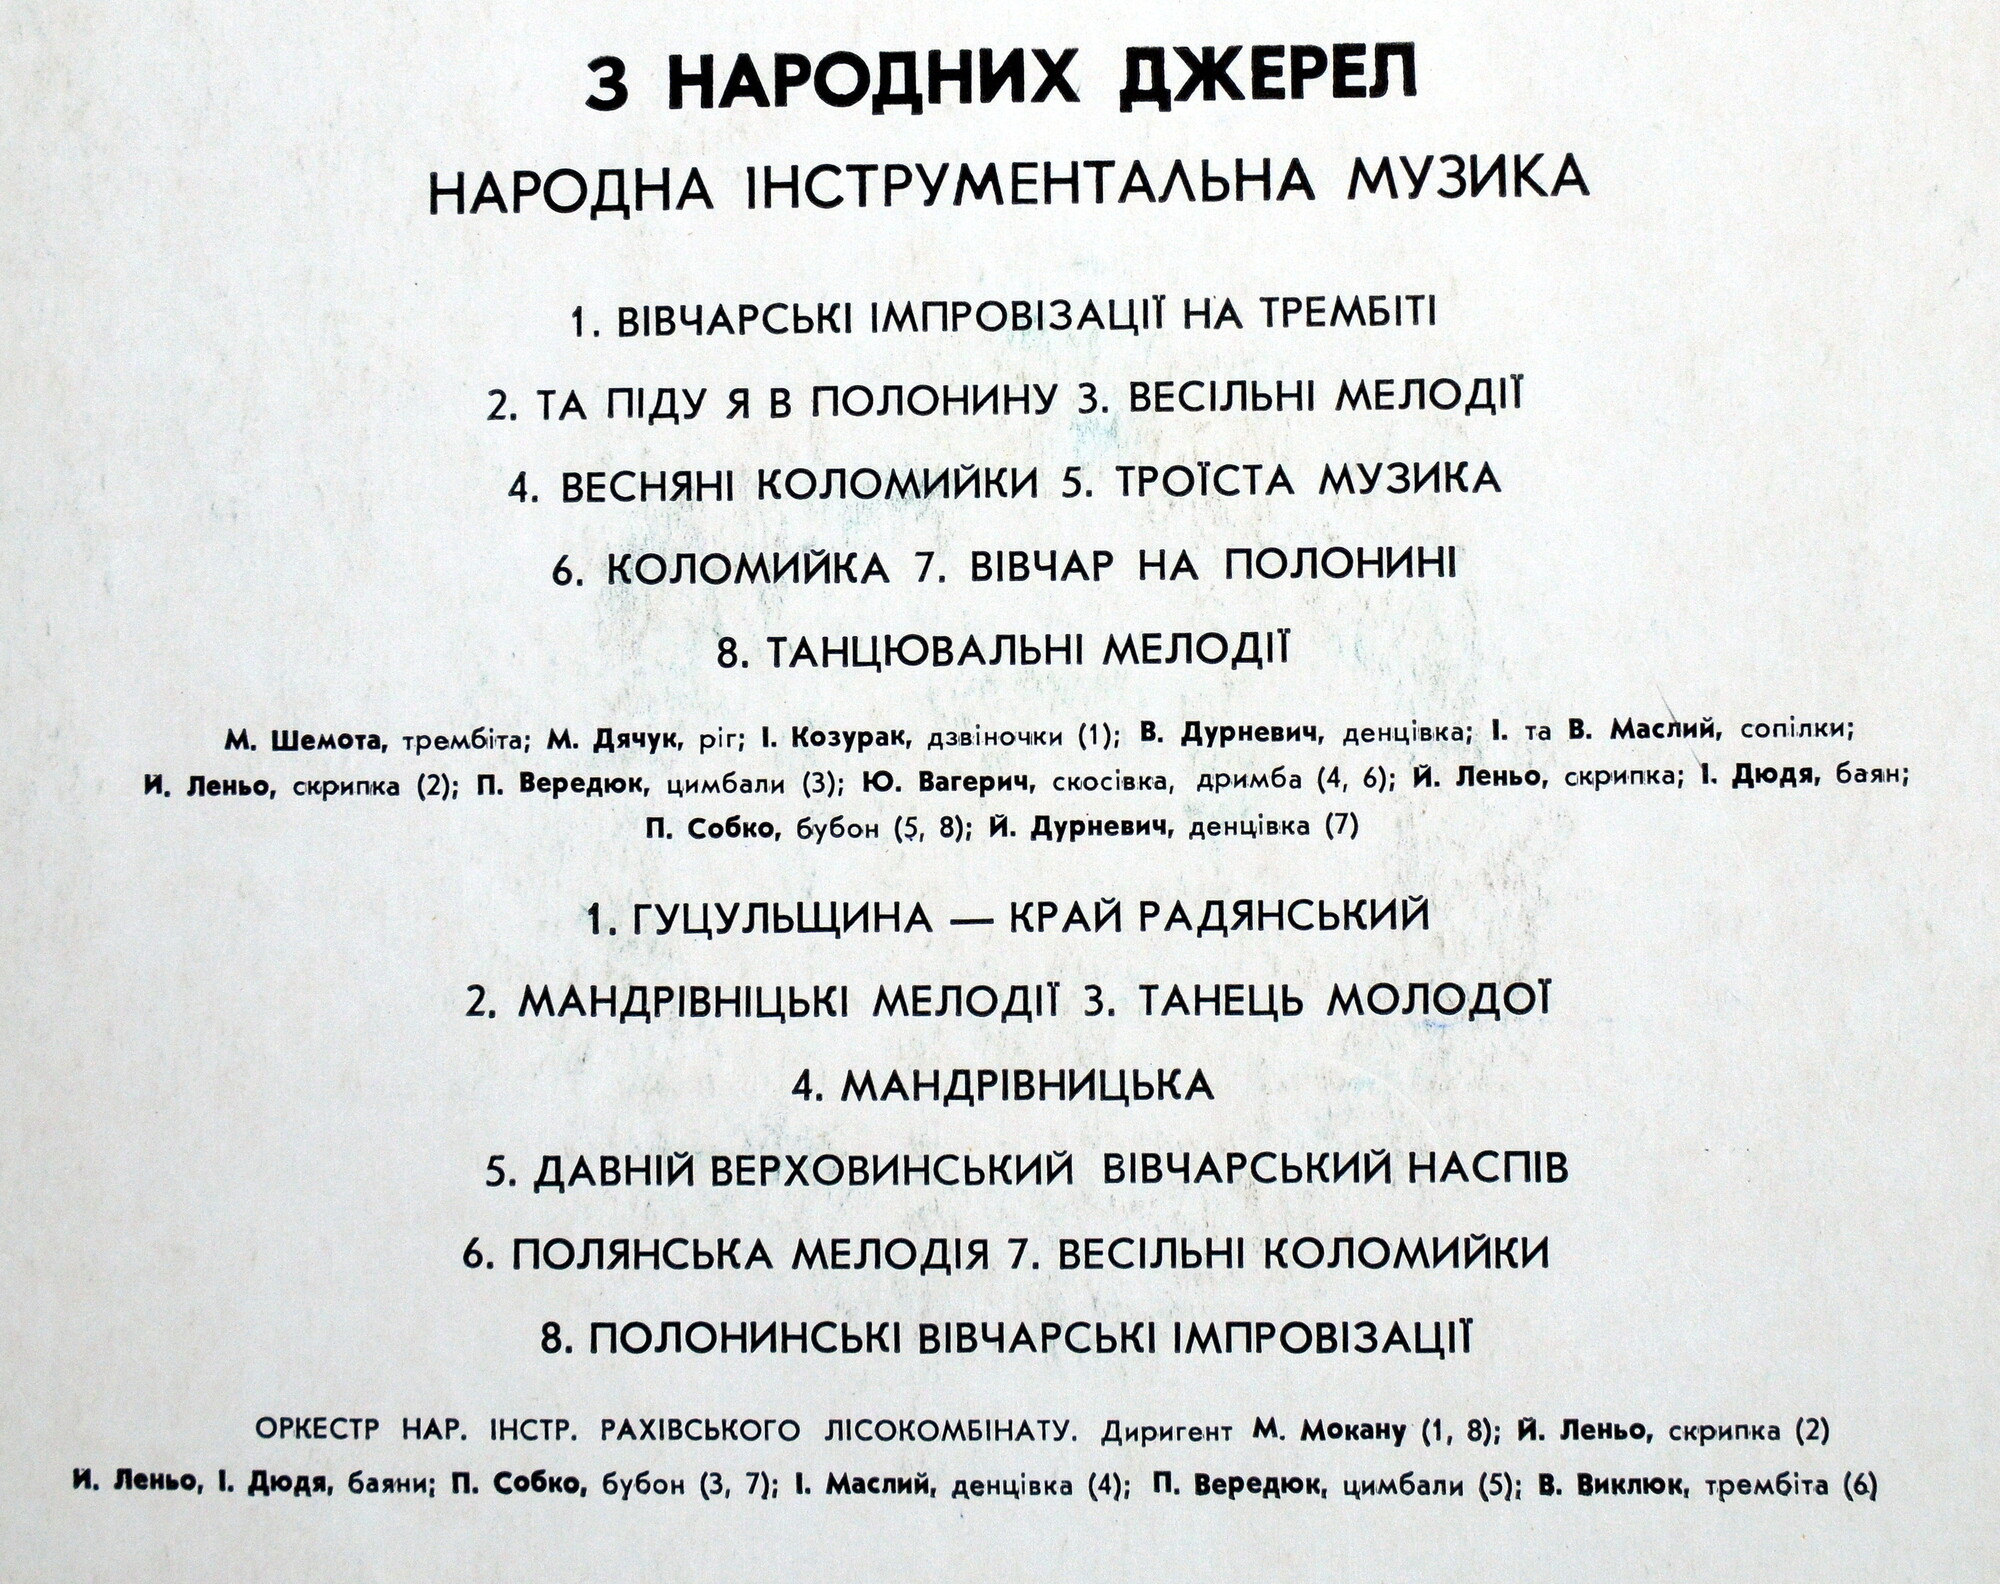 З НАРОДНИХ ДЖЕРЕЛ
НАРОДНА ІНСТРУМЕНТАЛЬНА МУЗИКА
1. ВІВЧАРСЬКІ ІМПРОВІЗАЦІЇ НА ТРЕМБІТІ
2. ТА ПІДУ Я В ПОЛОНИНУ 3. ВЕСІЛЬНІ МЕЛОДІЇ
4. ВЕСНЯНІ КОЛОМИЙКИ 5. ТРОЇСТА МУЗИКА
6. КОЛОМИЙКА 7. ВІВЧАР НА ПОЛОНИНІ
8. ТАНЦЮВАЛЬНІ МЕЛОДІЇ
М. Шемота, трембіта; М. Дячук, ріг; І. Козурак, дзвіночки (1); В. Дурневич, денцівка; І. та В. Маслий, сопілки;
Й. Леньо, скрипка (2); П. Вередюк, цимбали (3); Ю. Вагерич, скосівка, дримба (4, 6); Й. Леньо, скрипка; І. Дюдя, баян;
П. Собко, бубон (5, 8); Й. Дурневич, денцівка (7)
1. ГУЦУЛЬЩИНА — КРАЙ РАДЯНСЬКИЙ
2. МАНДРІВНІЦЬКІ МЕЛОДІЇ 3. ТАНЕЦЬ МОЛОДОЇ
4. МАНДРІВНИЦЬКА
5. ДАВНІЙ ВЕРХОВИНСЬКИЙ ВІВЧАРСЬКИЙ НАСПІВ
6. ПОЛЯНСЬКА МЕЛОДІЯ 7. ВЕСІЛЬНІ КОЛОМИЙКИ
8. ПОЛОНИНСЬКІ ВІВЧАРСЬКІ ІМПРОВІЗАЦІЇ
ОРКЕСТР НАР. ІНСТР. РАХІВСЬКОГО ЛІСОКОМБІНАТУ. Диригент М. Мокану (1, 8); Й. Леньо, скрипка (2)
Й. Леньо, І. Дюдя, баяни; П. Собко, бубон (3, 7); І. Маслий, денцівка (4); П. Вередюк, цимбали (5); В. Виклюк, трембіта (6)